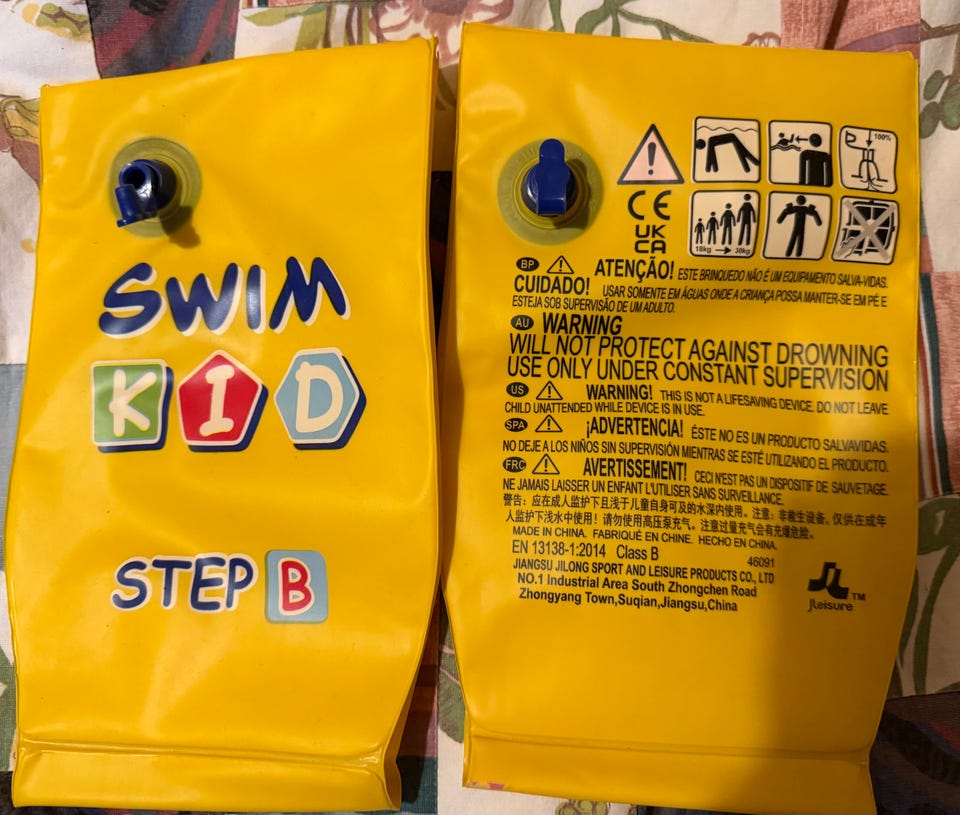 SWIM
KID
STEP B
100%
CE
UK
CA
18kg → 30kg
BP ATENÇÃO! ESTE BRINQUEDO NÃO É UM EQUIPAMENTO SALVA-VIDAS.
CUIDADO! USAR SOMENTE EM ÁGUAS ONDE A CRIANÇA POSSA MANTER-SE EM PÉ E
ESTEJA SOB SUPERVISÃO DE UM ADULTO.
AU WARNING
WILL NOT PROTECT AGAINST DROWNING
USE ONLY UNDER CONSTANT SUPERVISION
US WARNING! THIS IS NOT A LIFESAVING DEVICE. DO NOT LEAVE
CHILD UNATTENDED WHILE DEVICE IS IN USE.
SPA ¡ADVERTENCIA! ÉSTE NO ES UN PRODUCTO SALVAVIDAS.
NO DEJE A LOS NIÑOS SIN SUPERVISIÓN MIENTRAS SE ESTÉ UTILIZANDO EL PRODUCTO.
FRC AVERTISSEMENT! CECI N'EST PAS UN DISPOSITIF DE SAUVETAGE.
NE JAMAIS LAISSER UN ENFANT L'UTILISER SANS SURVEILLANCE.
警告：应在成人监护下且浅于儿童自身可及的水深内使用。注意：非救生设备，仅供在成年
人监护下浅水中使用！请勿使用高压泵充气。注意过量充气会有充爆危险。
MADE IN CHINA. FABRIQUÉ EN CHINE. HECHO EN CHINA.
EN 13138-1:2014 Class B 46091
JIANGSU JILONG SPORT AND LEISURE PRODUCTS CO., LTD
NO.1 Industrial Area South Zhongchen Road
Zhongyang Town,Suqian,Jiangsu,China
JLeisure TM